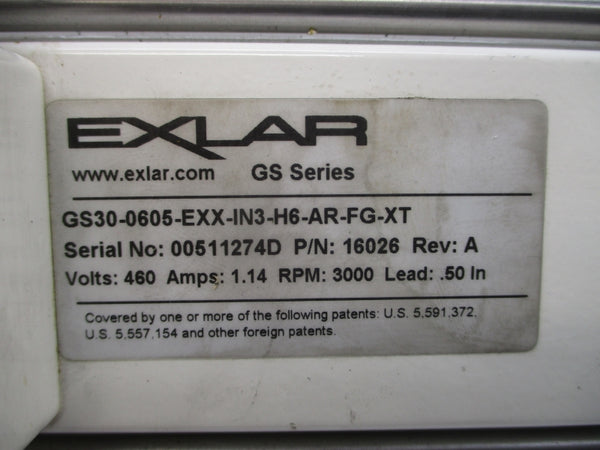 EXLAR
www.exlar.com GS Series
GS30-0605-EXX-IN3-H6-AR-FG-XT
Serial No: 00511274D P/N: 16026 Rev: A
Volts: 460 Amps: 1.14 RPM: 3000 Lead: .50 In
Covered by one or more of the following patents: U.S. 5,591,372,
U.S. 5,557,154 and other foreign patents.